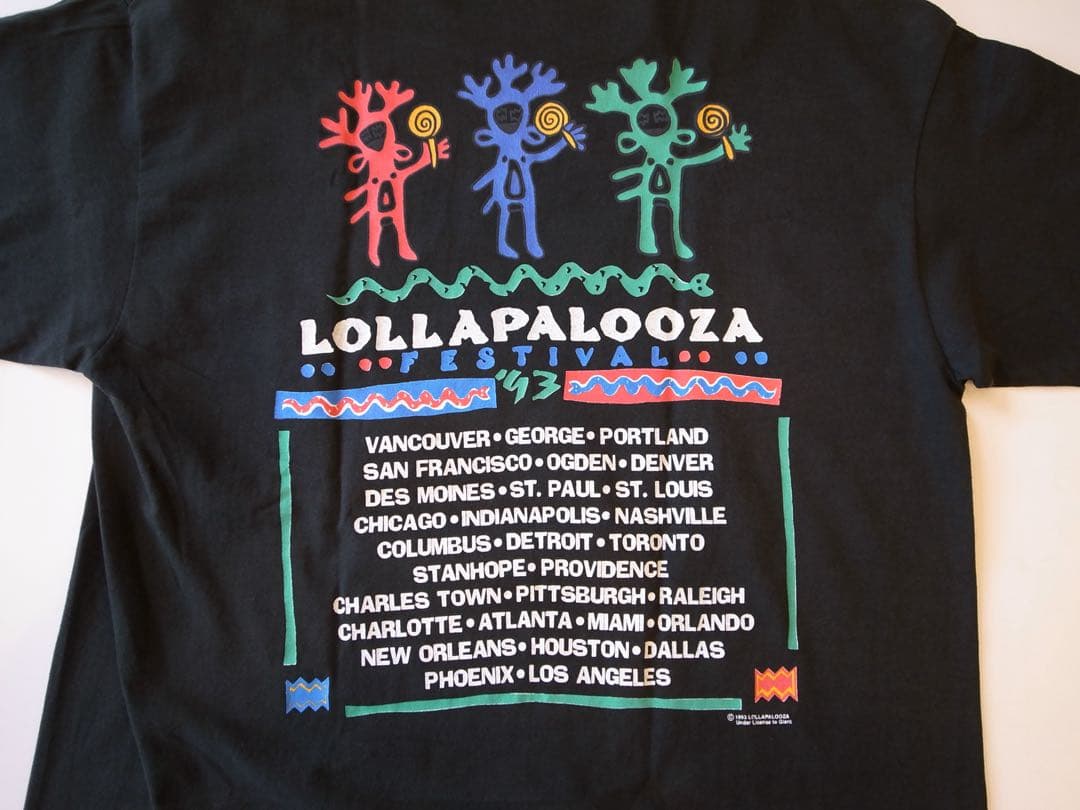 LOLLAPALOOZA
FESTIVAL
'93
VANCOUVER • GEORGE • PORTLAND
SAN FRANCISCO • OGDEN • DENVER
DES MOINES • ST. PAUL • ST. LOUIS
CHICAGO • INDIANAPOLIS • NASHVILLE
COLUMBUS • DETROIT • TORONTO
STANHOPE • PROVIDENCE
CHARLES TOWN • PITTSBURGH • RALEIGH
CHARLOTTE • ATLANTA • MIAMI • ORLANDO
NEW ORLEANS • HOUSTON • DALLAS
PHOENIX • LOS ANGELES
© 1993 LOLLAPALOOZA
Under License to Giant